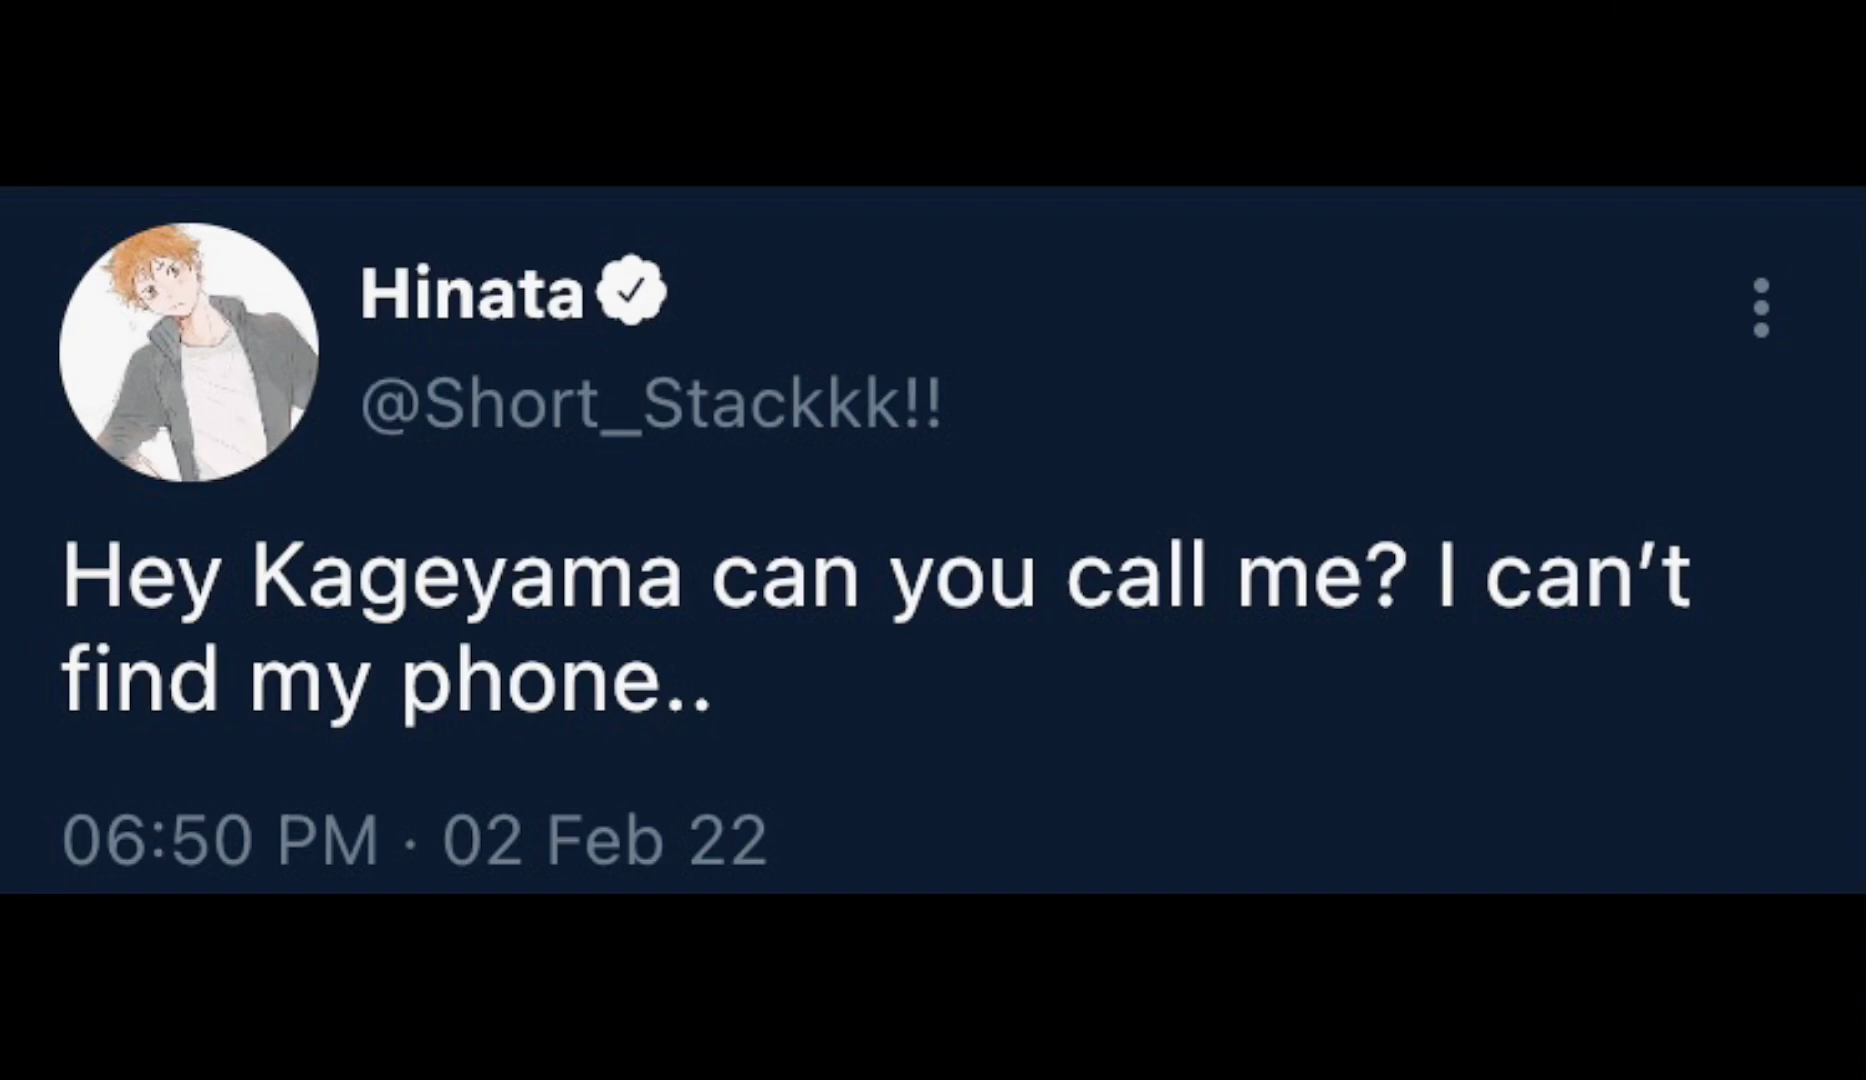 Hinata
@Short_Stackkk!!
Hey Kageyama can you call me? I can’t
find my phone..
06:50 PM · 02 Feb 22